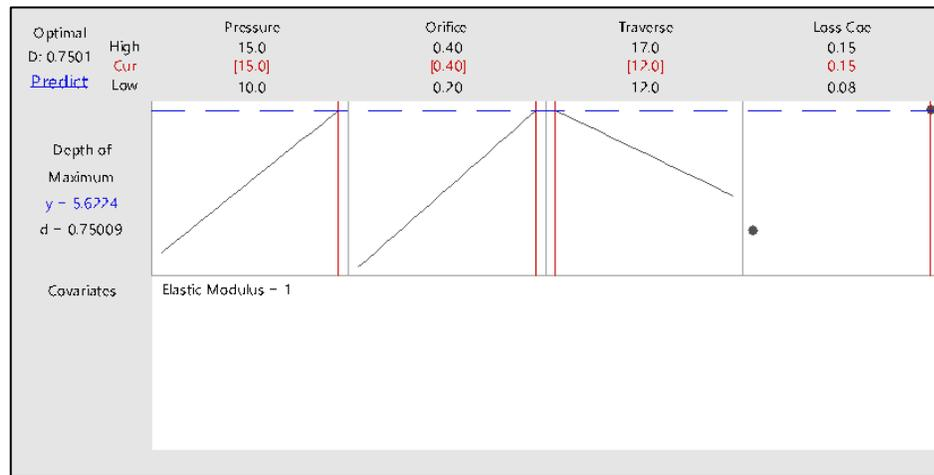 Optimal
D: 0.7501
Predict
High
Cur
Low
Pressure
15.0
[15.0]
10.0
Orifice
0.40
[0.40]
0.20
Traverse
17.0
[12.0]
12.0
Loss Coe
0.15
0.15
0.08
Depth of
Maximum
y = 5.6224
d = 0.75009
Covariates
Elastic Modulus = 1